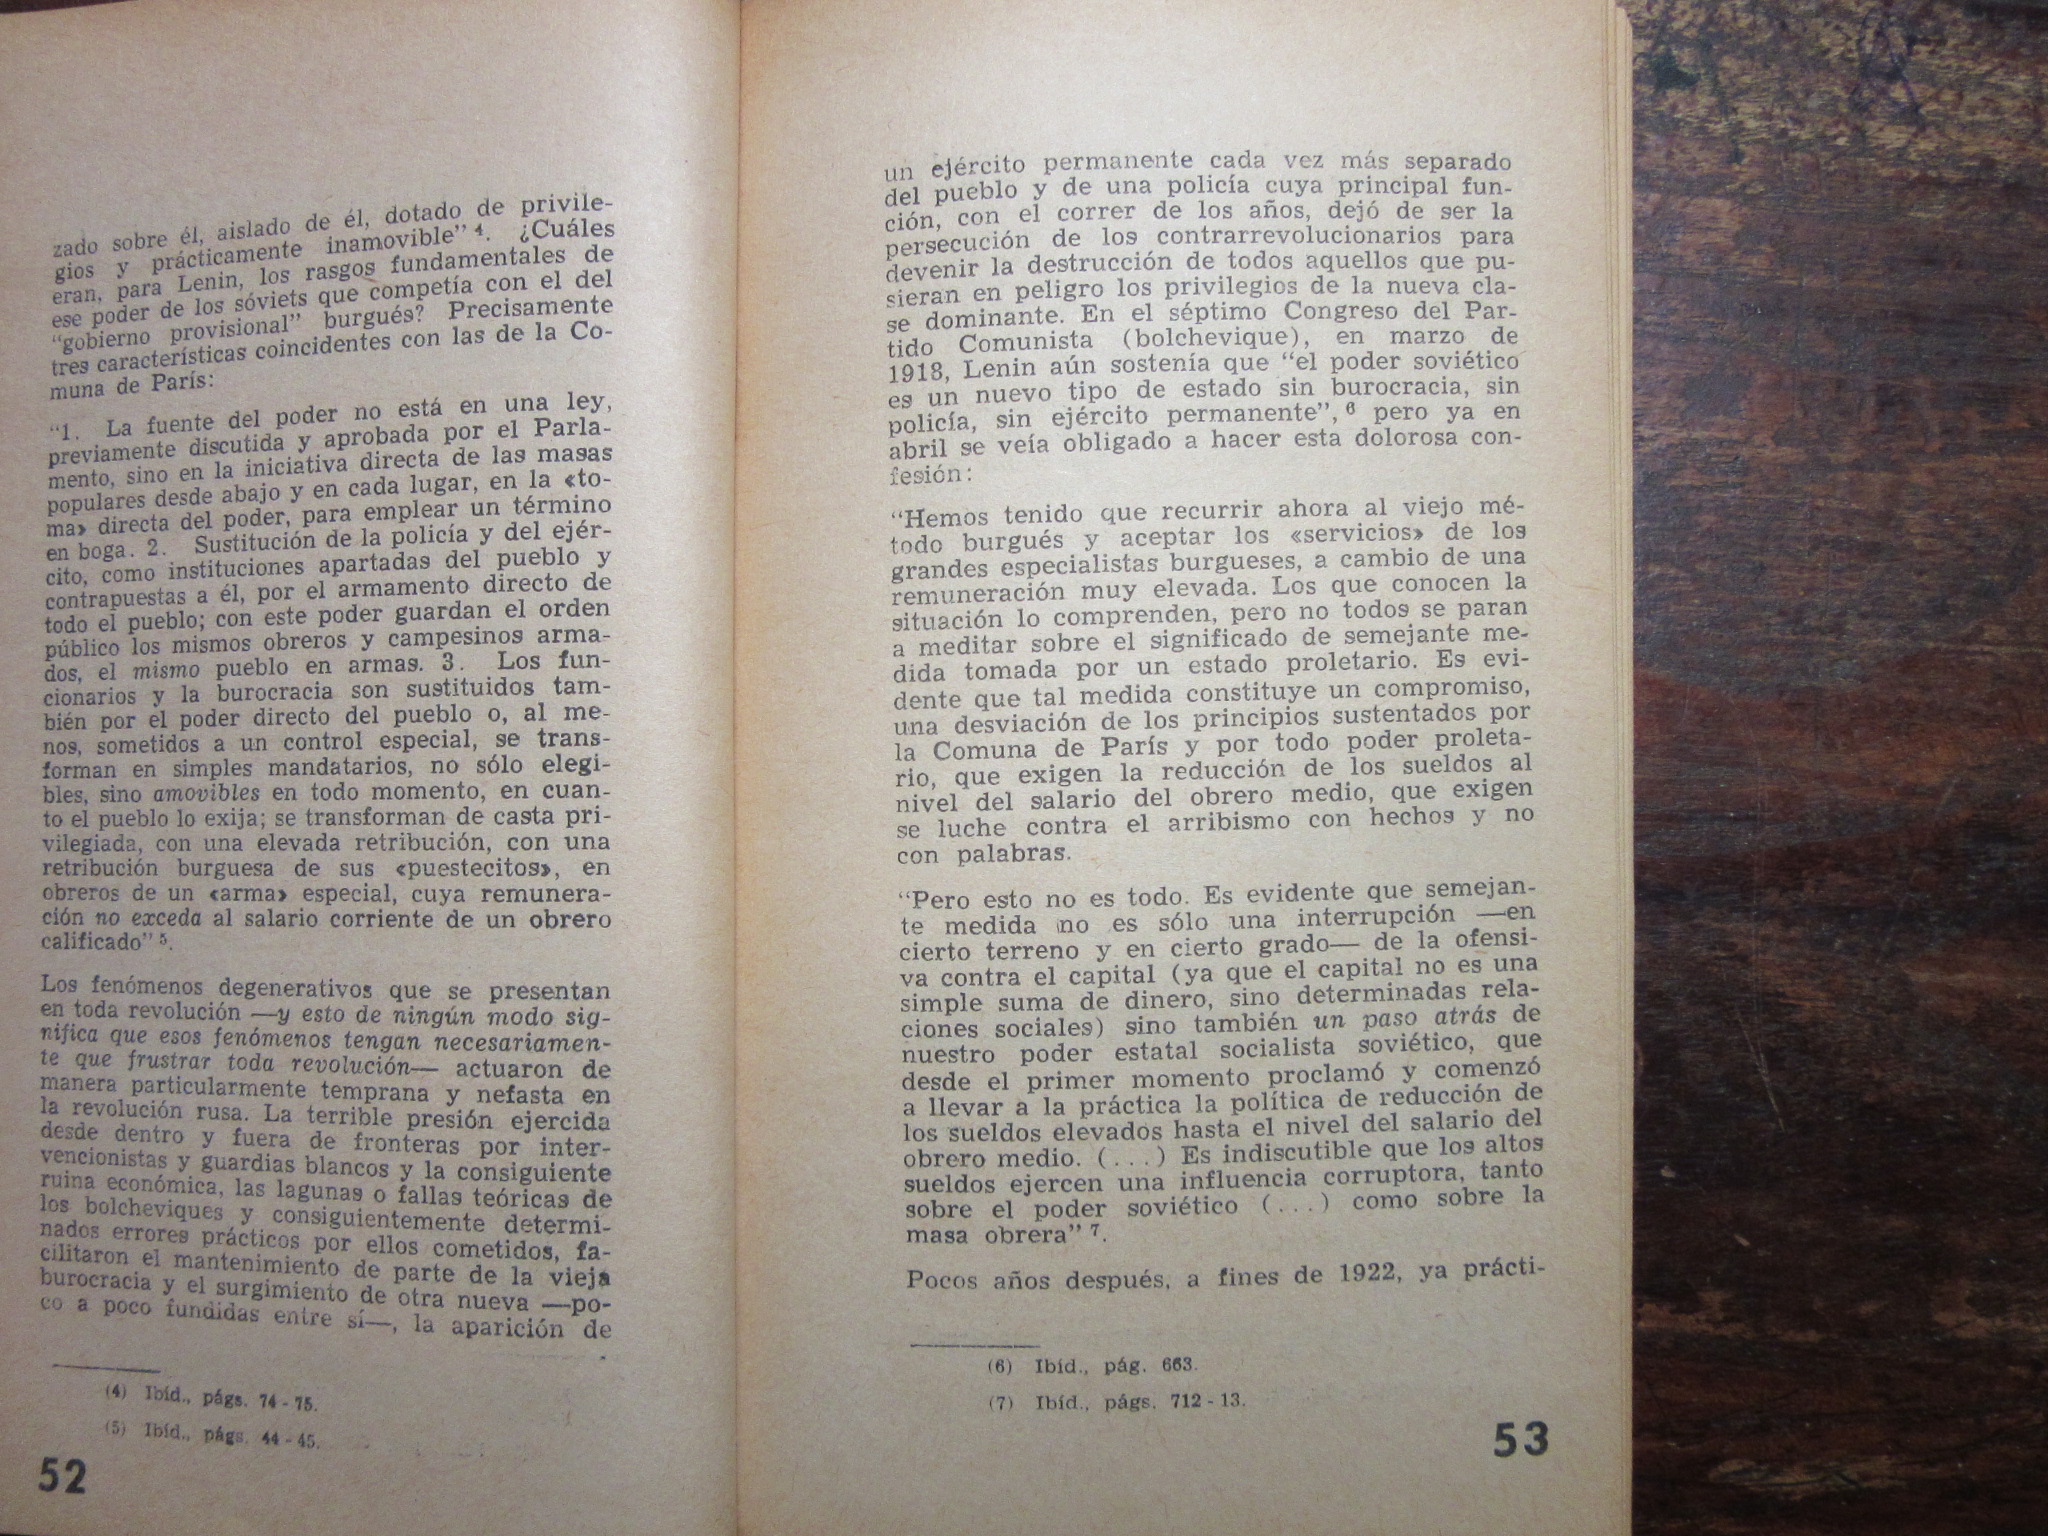 zado sobre él, aislado de él, dotado de privile-
gios y prácticamente inamovible” ⁴. ¿Cuáles
eran, para Lenin, los rasgos fundamentales de
ese poder de los sóviets que competía con el del
“gobierno provisional” burgués? Precisamente
tres características coincidentes con las de la Co-
muna de París:
“1. La fuente del poder no está en una ley,
previamente discutida y aprobada por el Parla-
mento, sino en la iniciativa directa de las masas
populares desde abajo y en cada lugar, en la «to-
ma» directa del poder, para emplear un término
en boga. 2. Sustitución de la policía y del ejér-
cito, como instituciones apartadas del pueblo y
contrapuestas a él, por el armamento directo de
todo el pueblo; con este poder guardan el orden
público los mismos obreros y campesinos arma-
dos, el mismo pueblo en armas. 3. Los fun-
cionarios y la burocracia son sustituidos tam-
bién por el poder directo del pueblo o, al me-
nos, sometidos a un control especial, se trans-
forman en simples mandatarios, no sólo elegi-
bles, sino amovibles en todo momento, en cuan-
to el pueblo lo exija; se transforman de casta pri-
vilegiada, con una elevada retribución, con una
retribución burguesa de sus «puestecitos», en
obreros de un «arma» especial, cuya remunera-
ción no exceda al salario corriente de un obrero
calificado” ⁵.
Los fenómenos degenerativos que se presentan
en toda revolución —y esto de ningún modo sig-
nifica que esos fenómenos tengan necesariamen-
te que frustrar toda revolución— actuaron de
manera particularmente temprana y nefasta en
la revolución rusa. La terrible presión ejercida
desde dentro y fuera de fronteras por inter-
vencionistas y guardias blancos y la consiguiente
ruina económica, las lagunas o fallas teóricas de
los bolcheviques y consiguientemente determi-
nados errores prácticos por ellos cometidos, fa-
cilitaron el mantenimiento de parte de la vieja
burocracia y el surgimiento de otra nueva —po-
co a poco fundidas entre sí—, la aparición de
(4) Ibíd., págs. 74 - 75.
(5) Ibíd., págs. 44 - 45.
52
un ejército permanente cada vez más separado
del pueblo y de una policía cuya principal fun-
ción, con el correr de los años, dejó de ser la
persecución de los contrarrevolucionarios para
devenir la destrucción de todos aquellos que pu-
sieran en peligro los privilegios de la nueva cla-
se dominante. En el séptimo Congreso del Par-
tido Comunista (bolchevique), en marzo de
1918, Lenin aún sostenía que “el poder soviético
es un nuevo tipo de estado sin burocracia, sin
policía, sin ejército permanente”, ⁶ pero ya en
abril se veía obligado a hacer esta dolorosa con-
fesión:
“Hemos tenido que recurrir ahora al viejo mé-
todo burgués y aceptar los «servicios» de los
grandes especialistas burgueses, a cambio de una
remuneración muy elevada. Los que conocen la
situación lo comprenden, pero no todos se paran
a meditar sobre el significado de semejante me-
dida tomada por un estado proletario. Es evi-
dente que tal medida constituye un compromiso,
una desviación de los principios sustentados por
la Comuna de París y por todo poder proleta-
rio, que exigen la reducción de los sueldos al
nivel del salario del obrero medio, que exigen
se luche contra el arribismo con hechos y no
con palabras.
“Pero esto no es todo. Es evidente que semejan-
te medida no es sólo una interrupción —en
cierto terreno y en cierto grado— de la ofensi-
va contra el capital (ya que el capital no es una
simple suma de dinero, sino determinadas rela-
ciones sociales) sino también un paso atrás de
nuestro poder estatal socialista soviético, que
desde el primer momento proclamó y comenzó
a llevar a la práctica la política de reducción de
los sueldos elevados hasta el nivel del salario del
obrero medio. (...) Es indiscutible que los altos
sueldos ejercen una influencia corruptora, tanto
sobre el poder soviético (...) como sobre la
masa obrera” ⁷.
Pocos años después, a fines de 1922, ya prácti-
(6) Ibíd., pág. 663.
(7) Ibíd., págs. 712 - 13.
53